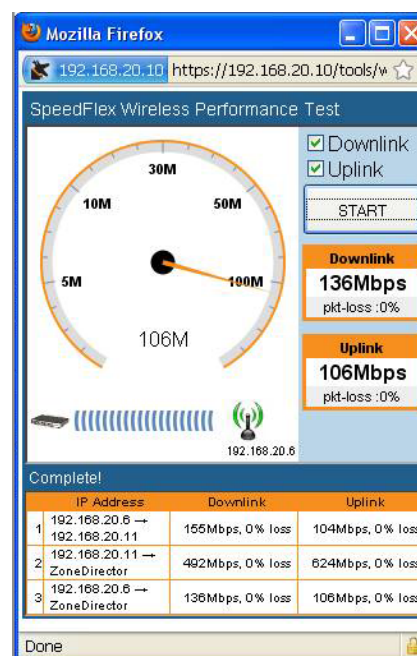 Mozilla Firefox
192.168.20.10 https://192.168.20.10/tools/w
SpeedFlex Wireless Performance Test
Downlink
Uplink
START
30M
10M
50M
5M
100M
106M
Downlink
136Mbps
pkt-loss :0%
Uplink
106Mbps
pkt-loss :0%
192.168.20.6
Complete!
IP Address Downlink Uplink
1 192.168.20.6 → 192.168.20.11 155Mbps, 0% loss 104Mbps, 0% loss
2 192.168.20.11 → ZoneDirector 492Mbps, 0% loss 624Mbps, 0% loss
3 192.168.20.6 → ZoneDirector 136Mbps, 0% loss 106Mbps, 0% loss
Done